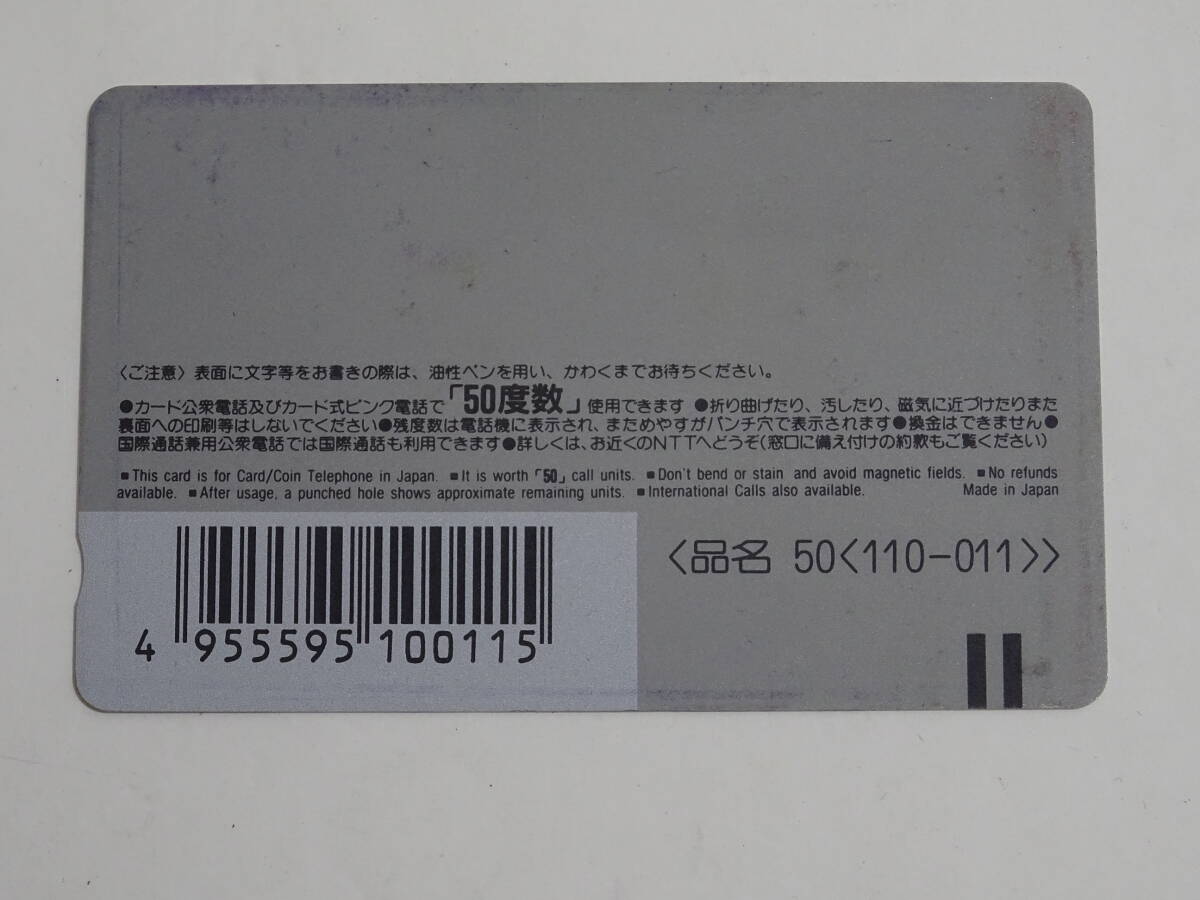 〈ご注意〉表面に文字等をお書きの際は、油性ペンを用い、かわくまでお待ちください。
●カード公衆電話及びカード式ピンク電話で「50度数」使用できます ●折り曲げたり、汚したり、磁気に近づけたりまた
裏面への印刷等はしないでください●残度数は電話機に表示され、まためやすがパンチ穴で表示されます●換金はできません●
国際通話兼用公衆電話では国際通話も利用できます●詳しくは、お近くのNTTへどうぞ(窓口に備え付けの約款もご覧ください)
■This card is for Card/Coin Telephone in Japan. ■It is worth「50」call units. ■Don't bend or stain and avoid magnetic fields. ■No refunds
available. ■After usage, a punched hole shows approximate remaining units. ■International Calls also available. Made in Japan
〈品名 50〈110-011〉〉
4 955595 100115